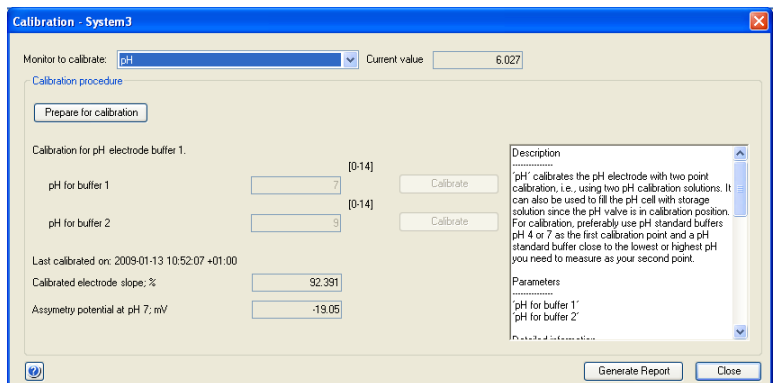 Calibration - System3
Monitor to calibrate: pH Current value 6.027
Calibration procedure
Prepare for calibration
Calibration for pH electrode buffer 1.
[0-14]
pH for buffer 1 7 Calibrate
[0-14]
pH for buffer 2 9 Calibrate
Last calibrated on: 2009-01-13 10:52:07 +01:00
Calibrated electrode slope; % 92.391
Assymetry potential at pH 7; mV -19.05
Description
---------------
'pH' calibrates the pH electrode with two point
calibration, i.e., using two pH calibration solutions. It
can also be used to fill the pH cell with storage
solution since the pH valve is in calibration position.
For calibration, preferably use pH standard buffers
pH 4 or 7 as the first calibration point and a pH
standard buffer close to the lowest or highest pH
you need to measure as your second point.
Parameters
---------------
'pH for buffer 1'
'pH for buffer 2'
Detailed information
? Generate Report Close